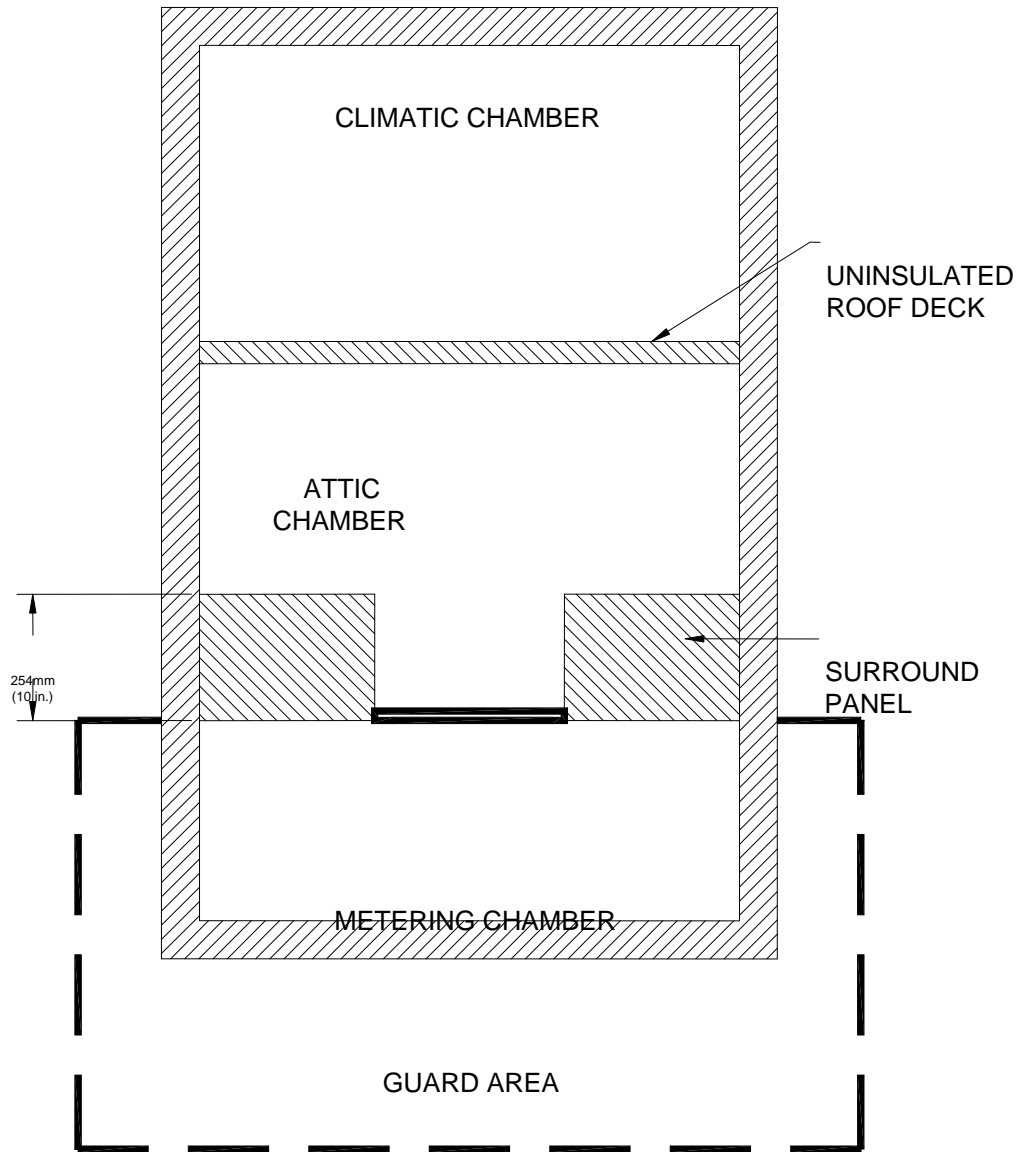 CLIMATIC CHAMBER
UNINSULATED
ROOF DECK
ATTIC
CHAMBER
254mm
(10 in.)
SURROUND
PANEL
METERING CHAMBER
GUARD AREA